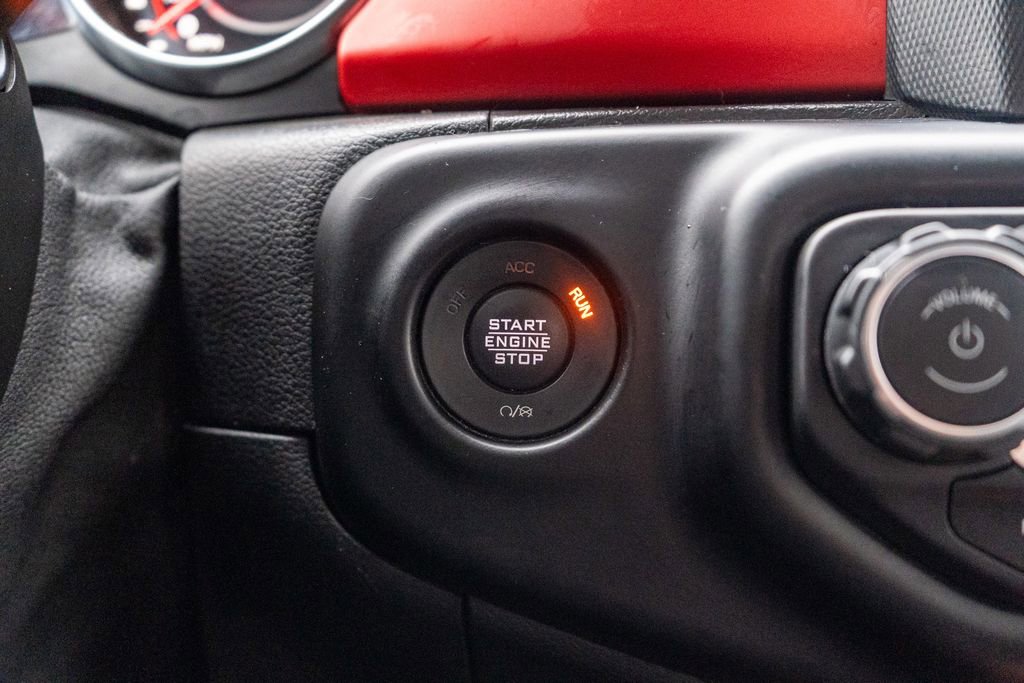 ACC
OFF
RUN
START
ENGINE
STOP
VOLUME